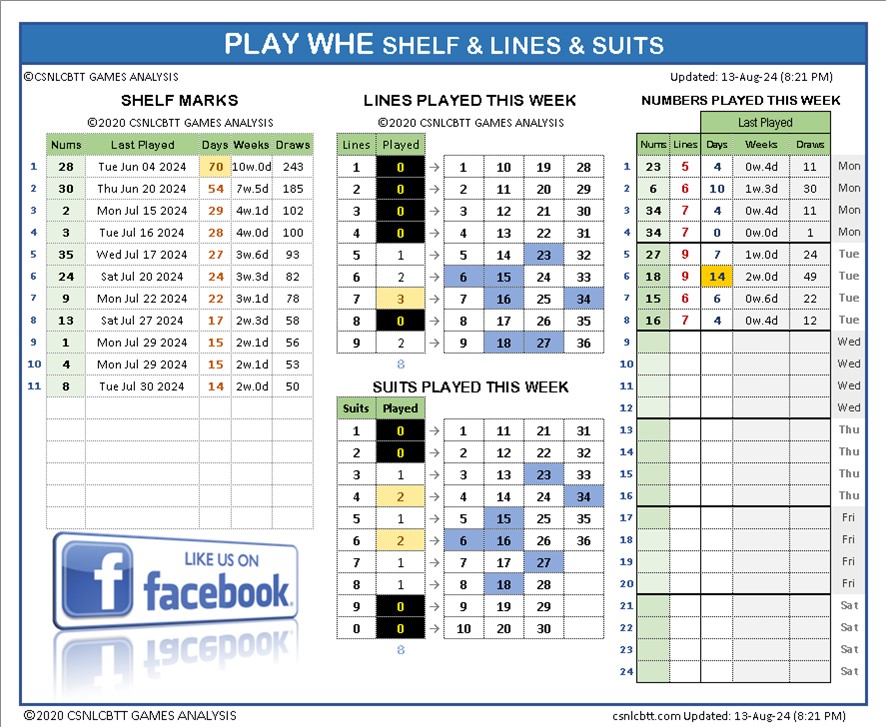 PLAY WHE SHELF & LINES & SUITS
©CSNLCBTT GAMES ANALYSIS
Updated: 13-Aug-24 (8:21 PM)
SHELF MARKS
©2020 CSNLCBTT GAMES ANALYSIS
Nums Last Played Days Weeks Draws
1 28 Tue Jun 04 2024 70 10w.0d 243
2 30 Thu Jun 20 2024 54 7w.5d 185
3 2 Mon Jul 15 2024 29 4w.1d 102
4 3 Tue Jul 16 2024 28 4w.0d 100
5 35 Wed Jul 17 2024 27 3w.6d 93
6 24 Sat Jul 20 2024 24 3w.3d 82
7 9 Mon Jul 22 2024 22 3w.1d 78
8 13 Sat Jul 27 2024 17 2w.3d 58
9 1 Mon Jul 29 2024 15 2w.1d 56
10 4 Mon Jul 29 2024 15 2w.1d 53
11 8 Tue Jul 30 2024 14 2w.0d 50
LIKE US ON
f facebook
LINES PLAYED THIS WEEK
©2020 CSNLCBTT GAMES ANALYSIS
Lines Played
1 0 → 1 10 19 28
2 0 → 2 11 20 29
3 0 → 3 12 21 30
4 0 → 4 13 22 31
5 1 → 5 14 23 32
6 2 → 6 15 24 33
7 3 → 7 16 25 34
8 0 → 8 17 26 35
9 2 → 9 18 27 36
8
SUITS PLAYED THIS WEEK
Suits Played
1 0 → 1 11 21 31
2 0 → 2 12 22 32
3 1 → 3 13 23 33
4 2 → 4 14 24 34
5 1 → 5 15 25 35
6 2 → 6 16 26 36
7 1 → 7 17 27
8 1 → 8 18 28
9 0 → 9 19 29
0 0 → 10 20 30
8
NUMBERS PLAYED THIS WEEK
Last Played
Nums Lines Days Weeks Draws
1 23 5 4 0w.4d 11 Mon
2 6 6 10 1w.3d 30 Mon
3 34 7 4 0w.4d 11 Mon
4 34 7 0 0w.0d 1 Mon
5 27 9 7 1w.0d 24 Tue
6 18 9 14 2w.0d 49 Tue
7 15 6 6 0w.6d 22 Tue
8 16 7 4 0w.4d 12 Tue
9 Wed
10 Wed
11 Wed
12 Wed
13 Thu
14 Thu
15 Thu
16 Thu
17 Fri
18 Fri
19 Fri
20 Fri
21 Sat
22 Sat
23 Sat
24 Sat
©2020 CSNLCBTT GAMES ANALYSIS
csnlcbtt.com Updated: 13-Aug-24 (8:21 PM)